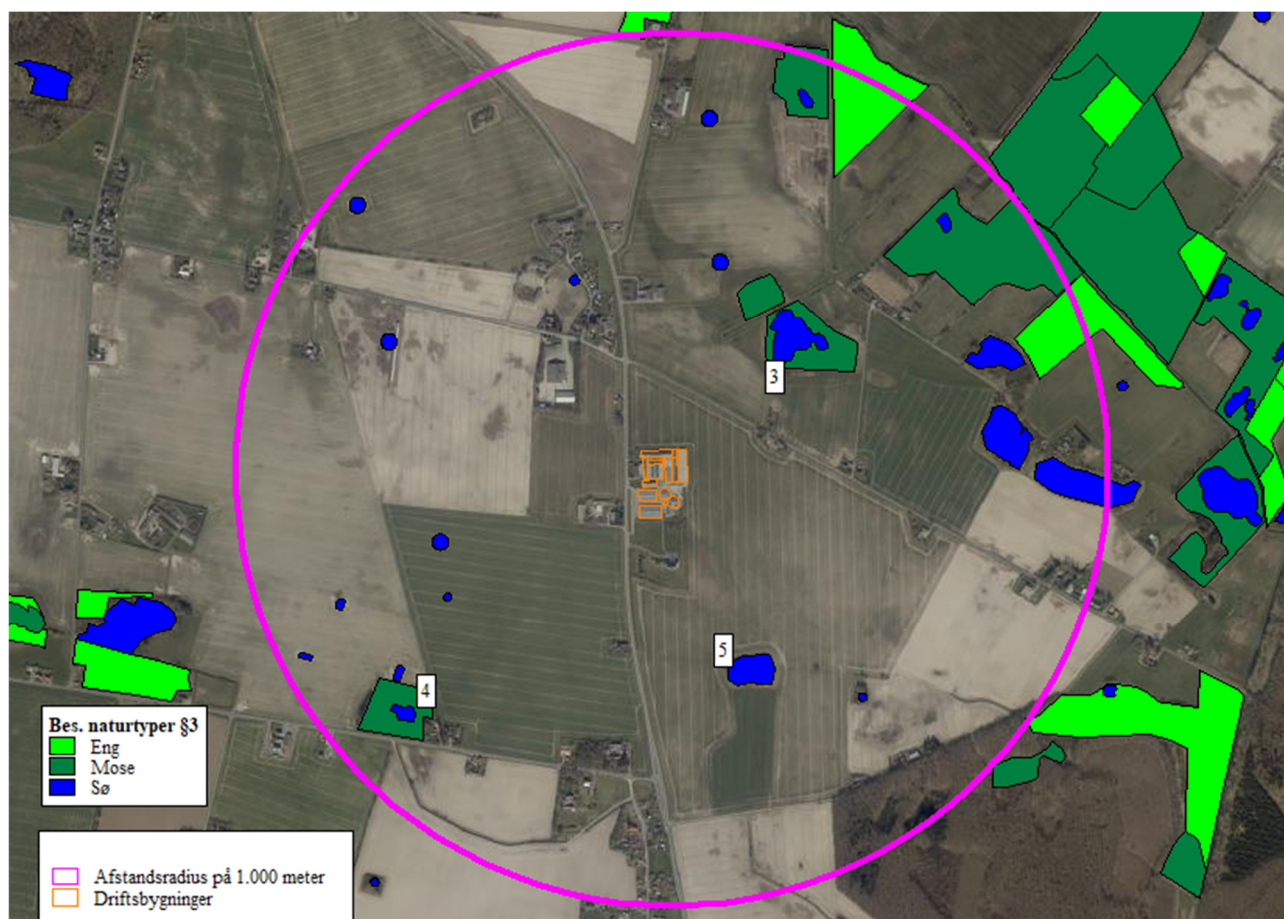 3
5
4
Bes. naturtyper §3
Eng
Mose
Sø
Afstandsradius på 1.000 meter
Driftsbygninger